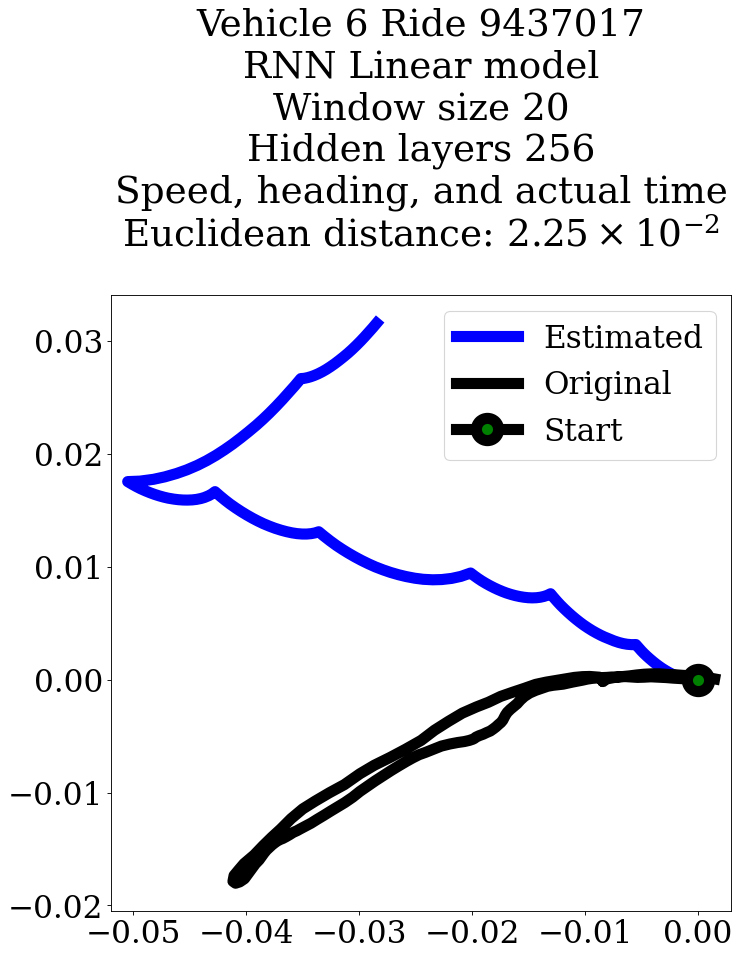 Vehicle 6 Ride 9437017
RNN Linear model
Window size 20
Hidden layers 256
Speed, heading, and actual time
Euclidean distance: 2.25 × 10⁻²
Estimated
Original
Start
0.03
0.02
0.01
0.00
−0.01
−0.02
−0.05 −0.04 −0.03 −0.02 −0.01 0.00